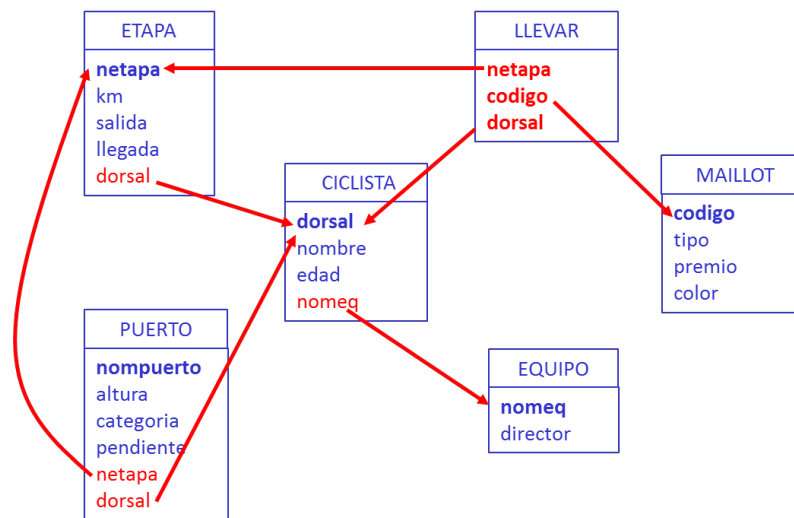 ETAPA
netapa
km
salida
llegada
dorsal
LLEVAR
netapa
codigo
dorsal
CICLISTA
dorsal
nombre
edad
nomeq
MAILLOT
codigo
tipo
premio
color
PUERTO
nompuerto
altura
categoria
pendiente
netapa
dorsal
EQUIPO
nomeq
director